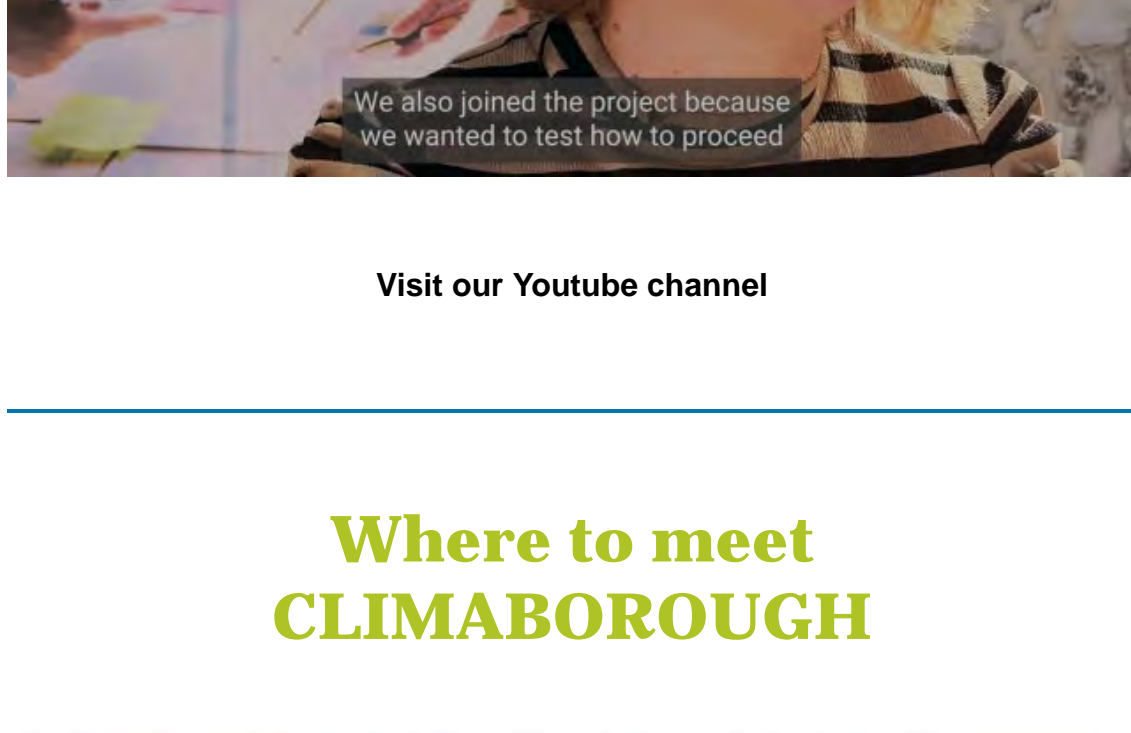 We also joined the project because
we wanted to test how to proceed
Visit our Youtube channel
Where to meet
CLIMABOROUGH